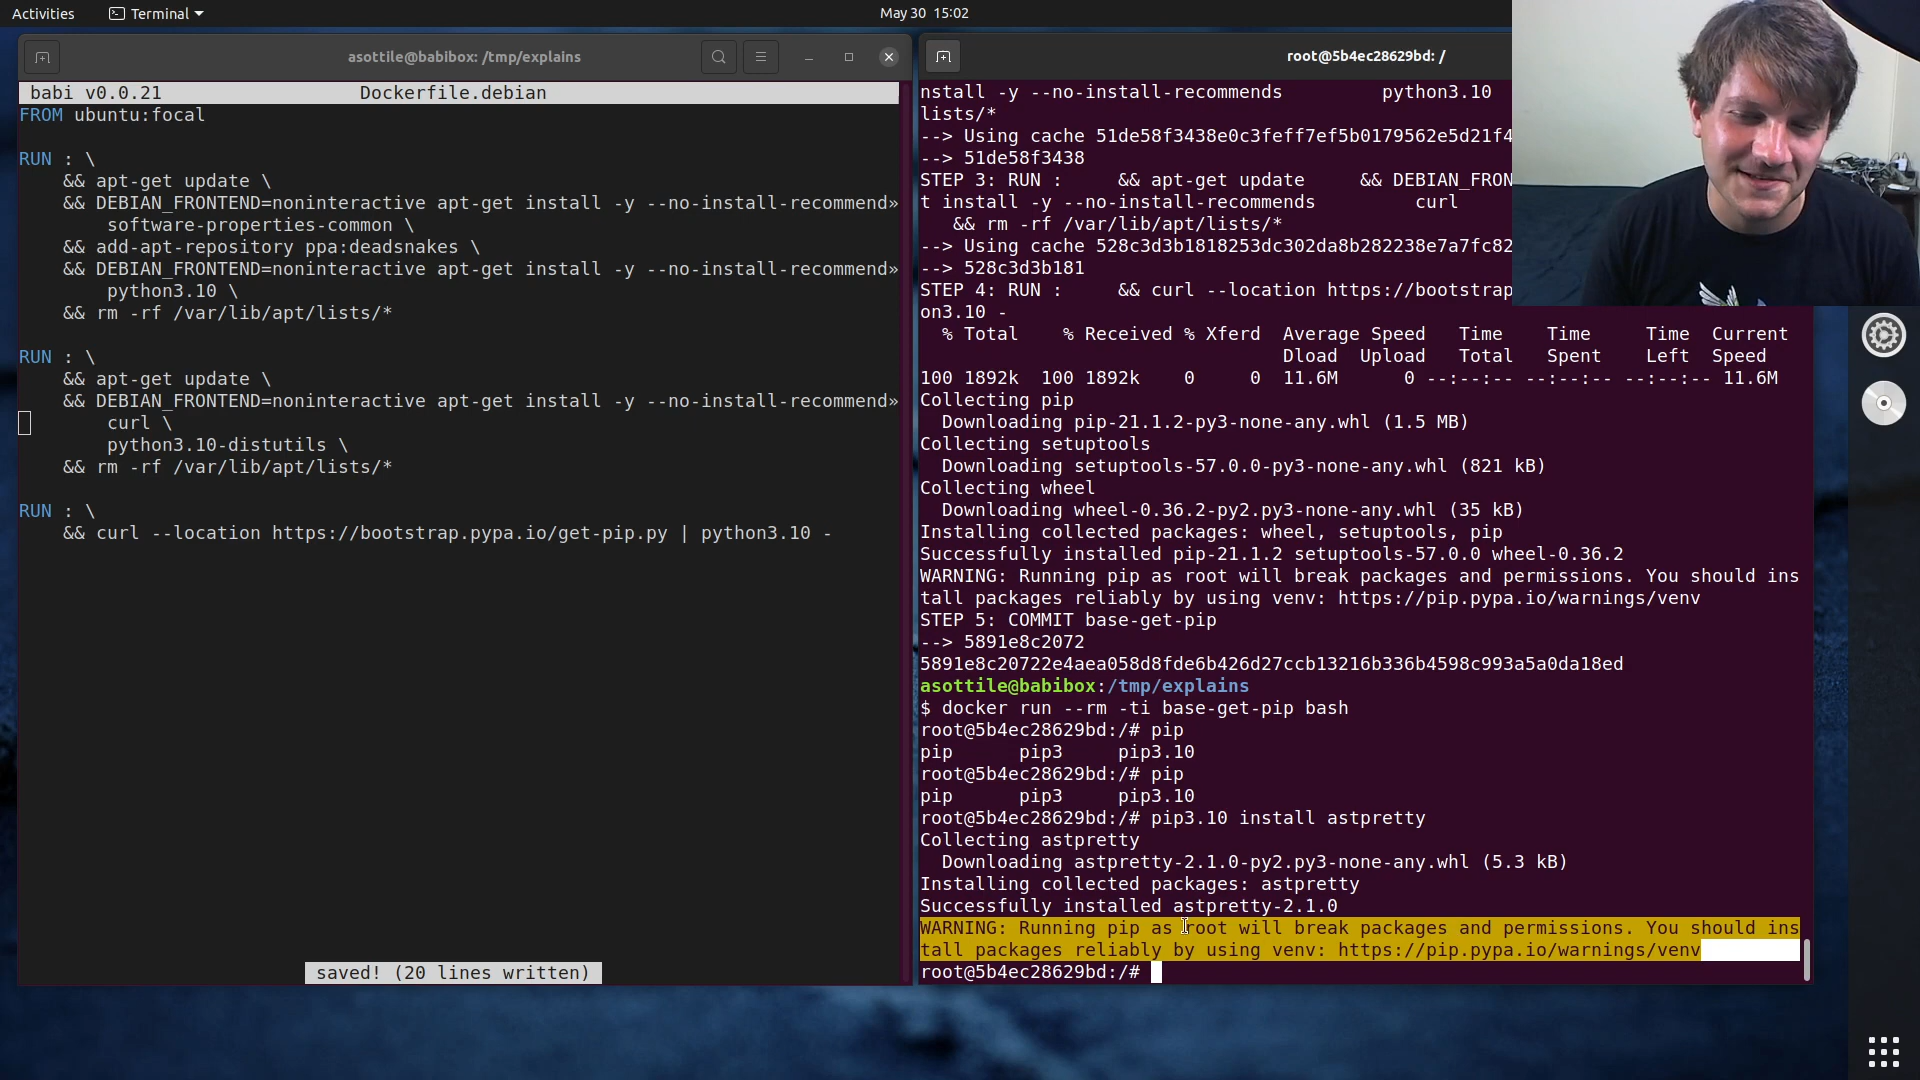 Activities
Terminal
May 30 15:02
asottile@babibox: /tmp/explains
babi v0.0.21
Dockerfile.debian
FROM ubuntu:focal
RUN : \
&& apt-get update \
&& DEBIAN_FRONTEND=noninteractive apt-get install -y --no-install-recommend»
software-properties-common \
&& add-apt-repository ppa:deadsnakes \
&& DEBIAN_FRONTEND=noninteractive apt-get install -y --no-install-recommend»
python3.10 \
&& rm -rf /var/lib/apt/lists/*
RUN : \
&& apt-get update \
&& DEBIAN_FRONTEND=noninteractive apt-get install -y --no-install-recommend»
curl \
python3.10-distutils \
&& rm -rf /var/lib/apt/lists/*
RUN : \
&& curl --location https://bootstrap.pypa.io/get-pip.py | python3.10 -
saved! (20 lines written)
root@5b4ec28629bd: /
nstall -y --no-install-recommends         python3.10
lists/*
--> Using cache 51de58f3438e0c3feff7ef5b0179562e5d21f4
--> 51de58f3438
STEP 3: RUN :     && apt-get update     && DEBIAN_FRON
t install -y --no-install-recommends         curl
&& rm -rf /var/lib/apt/lists/*
--> Using cache 528c3d3b1818253dc302da8b282238e7a7fc82
--> 528c3d3b181
STEP 4: RUN :     && curl --location https://bootstrap
on3.10 -
% Total    % Received % Xferd  Average Speed   Time    Time     Time  Current
Dload  Upload   Total   Spent    Left  Speed
100 1892k  100 1892k    0     0  11.6M      0 --:--:-- --:--:-- --:--:-- 11.6M
Collecting pip
Downloading pip-21.1.2-py3-none-any.whl (1.5 MB)
Collecting setuptools
Downloading setuptools-57.0.0-py3-none-any.whl (821 kB)
Collecting wheel
Downloading wheel-0.36.2-py2.py3-none-any.whl (35 kB)
Installing collected packages: wheel, setuptools, pip
Successfully installed pip-21.1.2 setuptools-57.0.0 wheel-0.36.2
WARNING: Running pip as root will break packages and permissions. You should ins
tall packages reliably by using venv: https://pip.pypa.io/warnings/venv
STEP 5: COMMIT base-get-pip
--> 5891e8c2072
5891e8c20722e4aea058d8fde6b426d27ccb13216b336b4598c993a5a0da18ed
asottile@babibox:/tmp/explains
$ docker run --rm -ti base-get-pip bash
root@5b4ec28629bd:/# pip
pip      pip3     pip3.10
root@5b4ec28629bd:/# pip
pip      pip3     pip3.10
root@5b4ec28629bd:/# pip3.10 install astpretty
Collecting astpretty
Downloading astpretty-2.1.0-py2.py3-none-any.whl (5.3 kB)
Installing collected packages: astpretty
Successfully installed astpretty-2.1.0
WARNING: Running pip as root will break packages and permissions. You should ins
tall packages reliably by using venv: https://pip.pypa.io/warnings/venv
root@5b4ec28629bd:/#